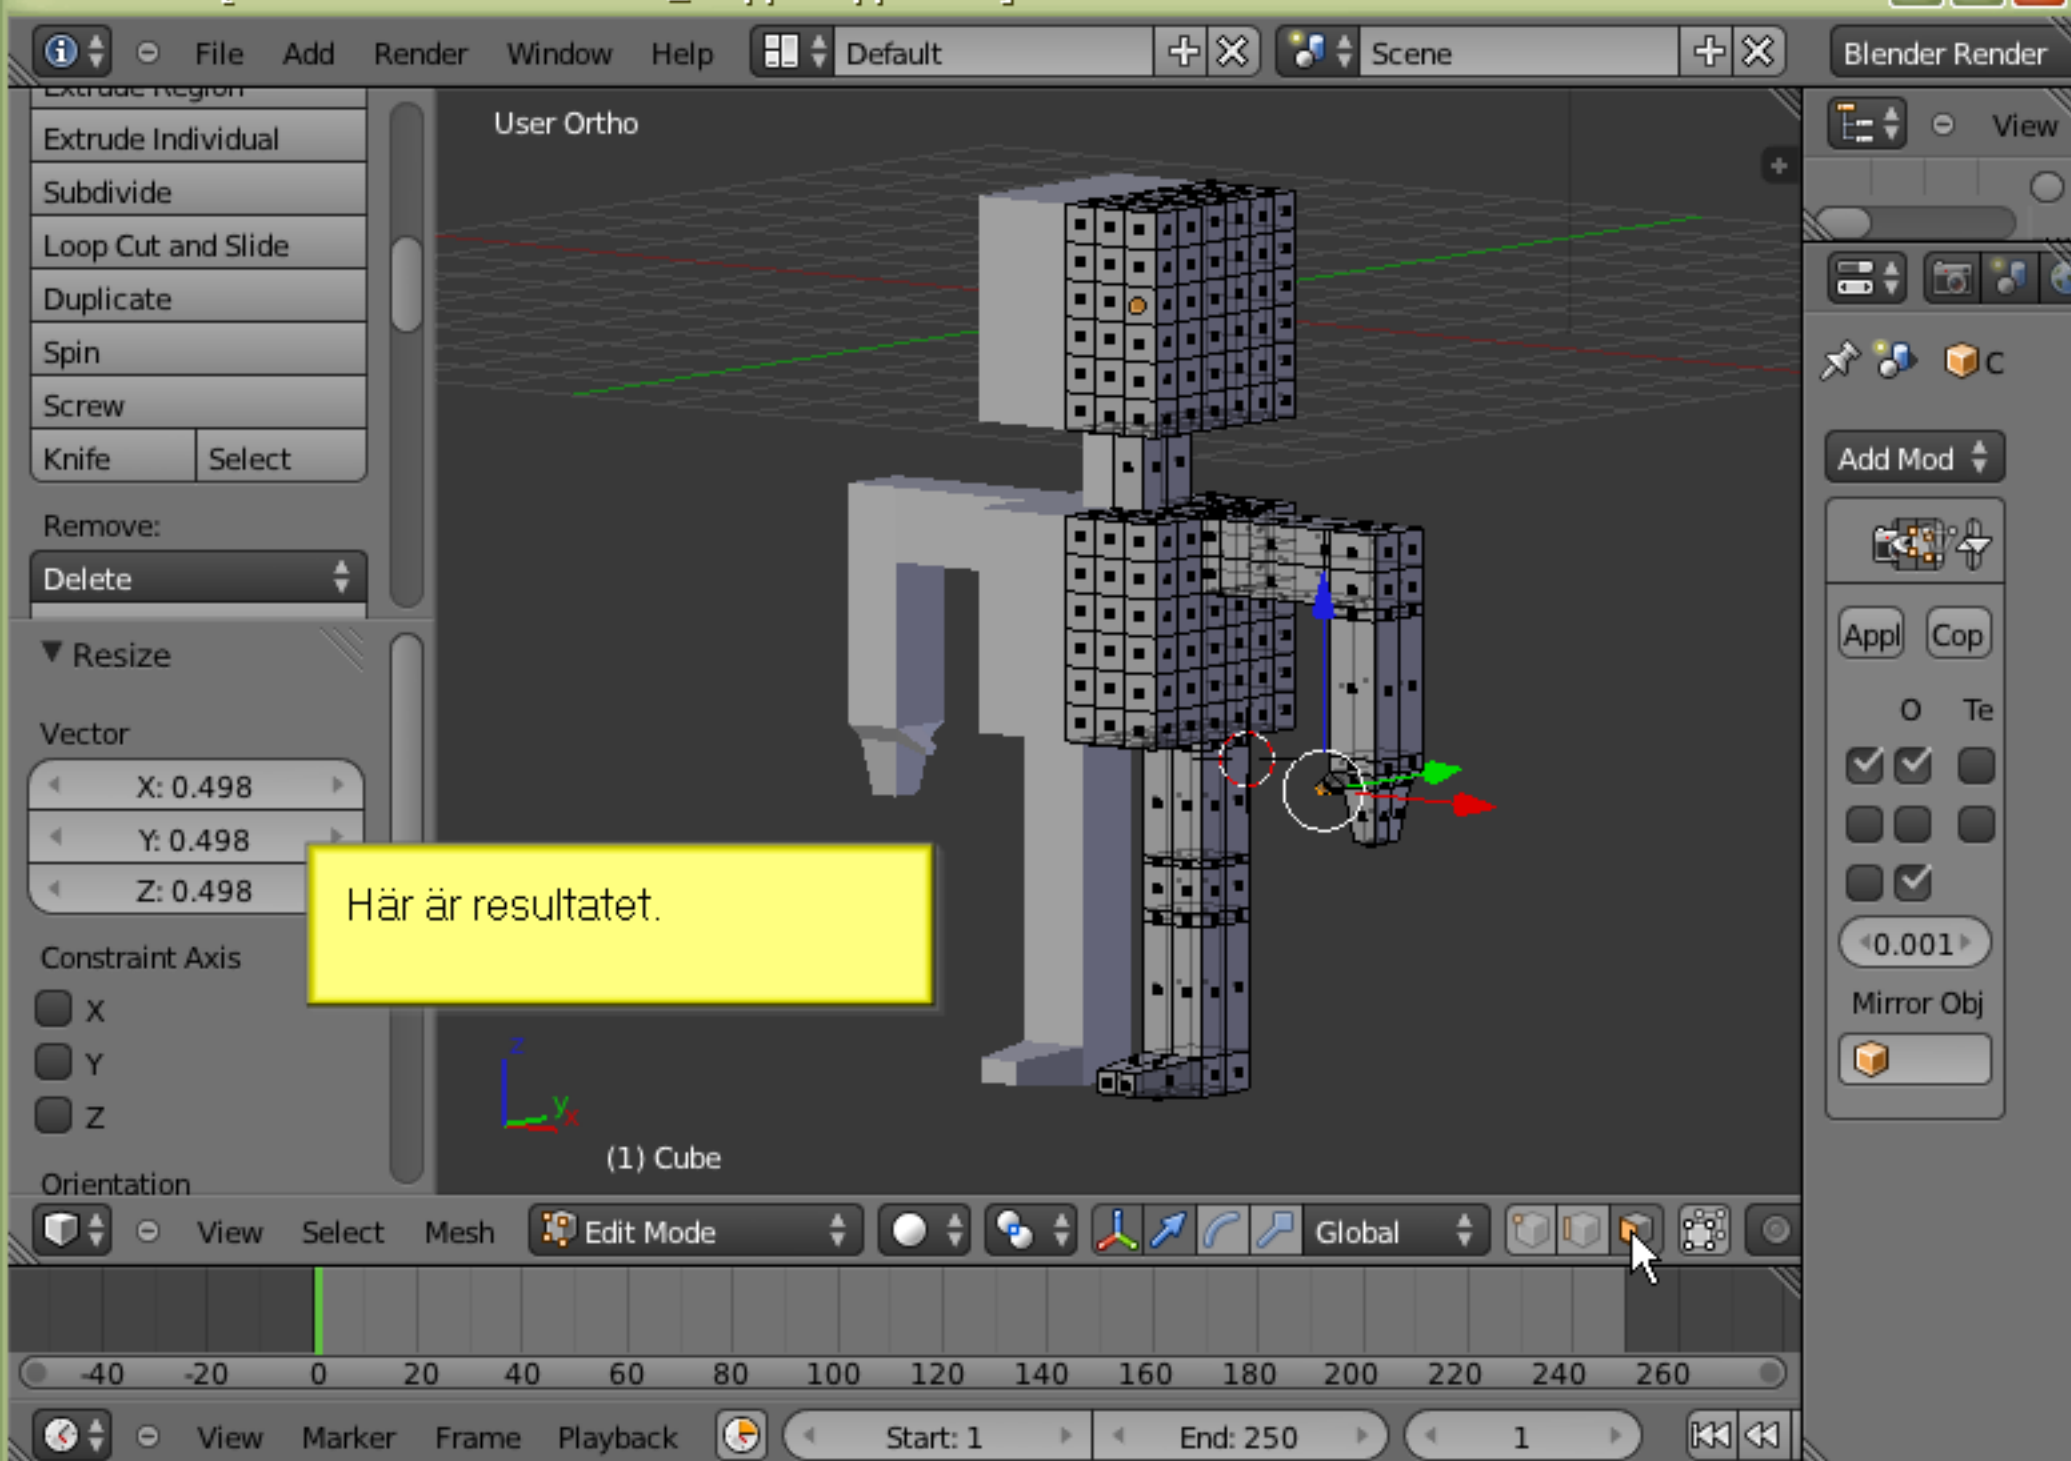 File Add Render Window Help Default Scene Blender Render
Extrude Region
Extrude Individual
Subdivide
Loop Cut and Slide
Duplicate
Spin
Screw
Knife Select
Remove:
Delete
Resize
Vector
X: 0.498
Y: 0.498
Z: 0.498
Constraint Axis
X
Y
Z
Orientation
User Ortho
Här är resultatet.
z
y x
(1) Cube
View
C
Add Mod
Appl Cop
O Te
0.001
Mirror Obj
View Select Mesh Edit Mode Global
-40 -20 0 20 40 60 80 100 120 140 160 180 200 220 240 260
View Marker Frame Playback Start: 1 End: 250 1